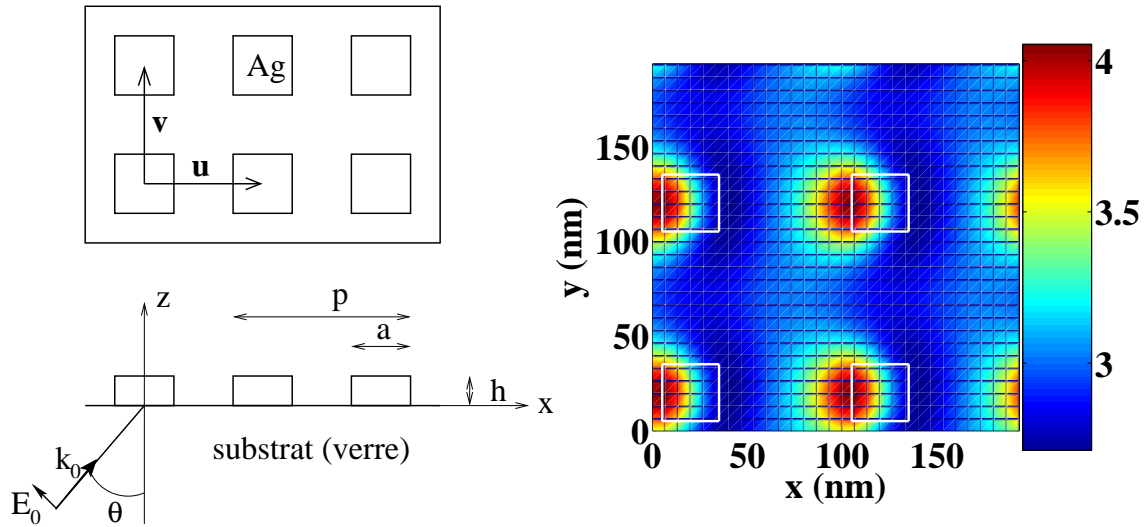 Ag
v
u
z
p
a
h
x
substrat (verre)
k₀
E₀
θ
4
3.5
3
150
100
50
0
y (nm)
0 50 100 150
x (nm)